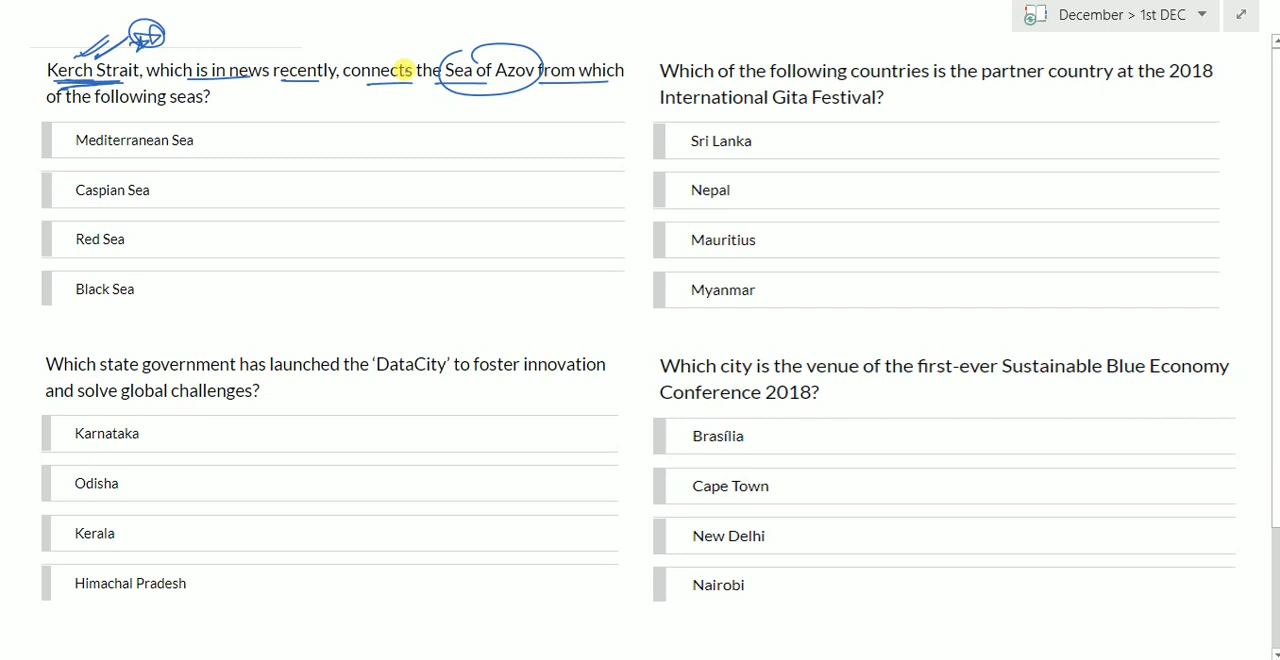 December > 1st DEC
Kerch Strait, which is in news recently, connects the Sea of Azov from which
of the following seas?
Mediterranean Sea
Caspian Sea
Red Sea
Black Sea
Which of the following countries is the partner country at the 2018
International Gita Festival?
Sri Lanka
Nepal
Mauritius
Myanmar
Which state government has launched the ‘DataCity’ to foster innovation
and solve global challenges?
Karnataka
Odisha
Kerala
Himachal Pradesh
Which city is the venue of the first-ever Sustainable Blue Economy
Conference 2018?
Brasília
Cape Town
New Delhi
Nairobi